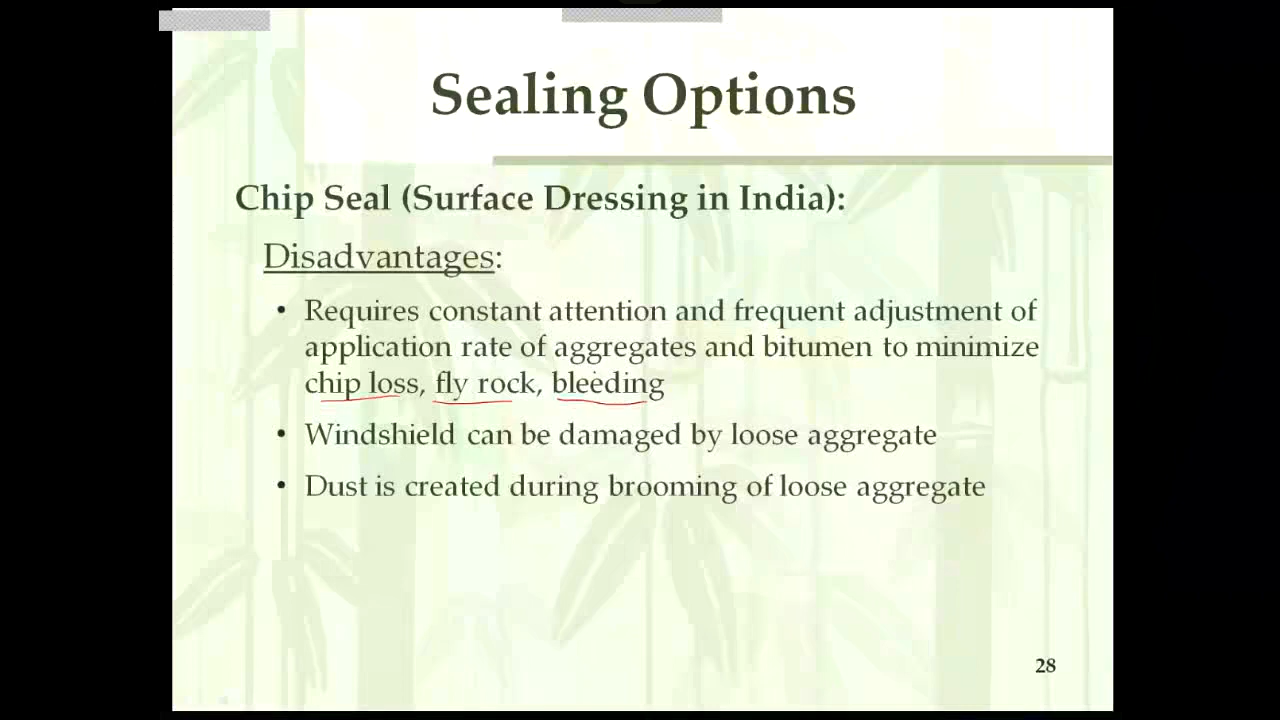 Sealing Options
Chip Seal (Surface Dressing in India):
Disadvantages:
• Requires constant attention and frequent adjustment of
application rate of aggregates and bitumen to minimize
chip loss, fly rock, bleeding
• Windshield can be damaged by loose aggregate
• Dust is created during brooming of loose aggregate
28